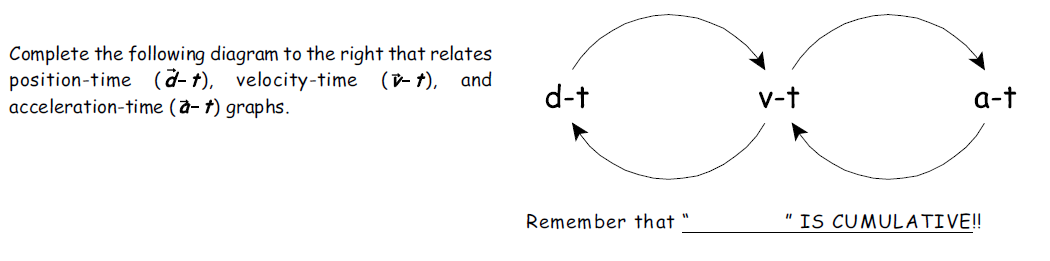 Complete the following diagram to the right that relates
position-time (d⃗-t), velocity-time (v⃗-t), and
acceleration-time (a⃗-t) graphs.
d-t v-t a-t
Remember that “ ” IS CUMULATIVE!!